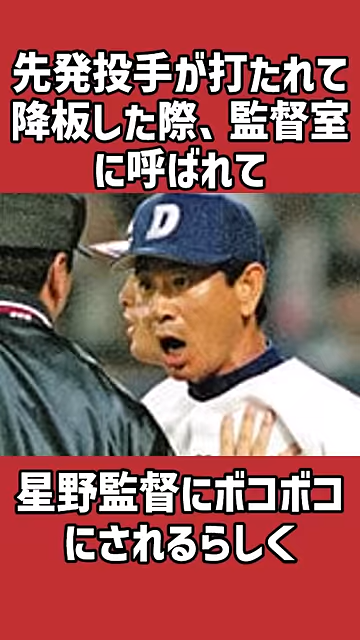 先発投手が打たれて
降板した際、監督室
に呼ばれて
D
星野監督にボコボコ
にされるらしく